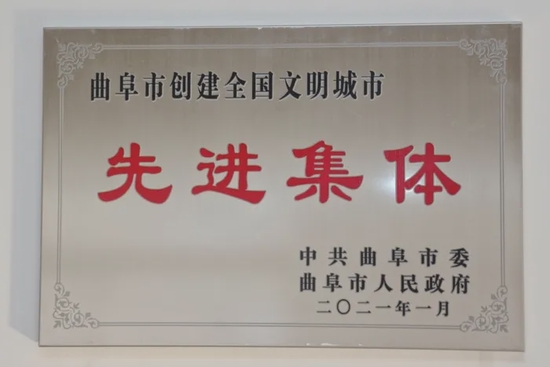 曲阜市创建全国文明城市
先进集体
中共曲阜市委
曲阜市人民政府
二〇二一年一月